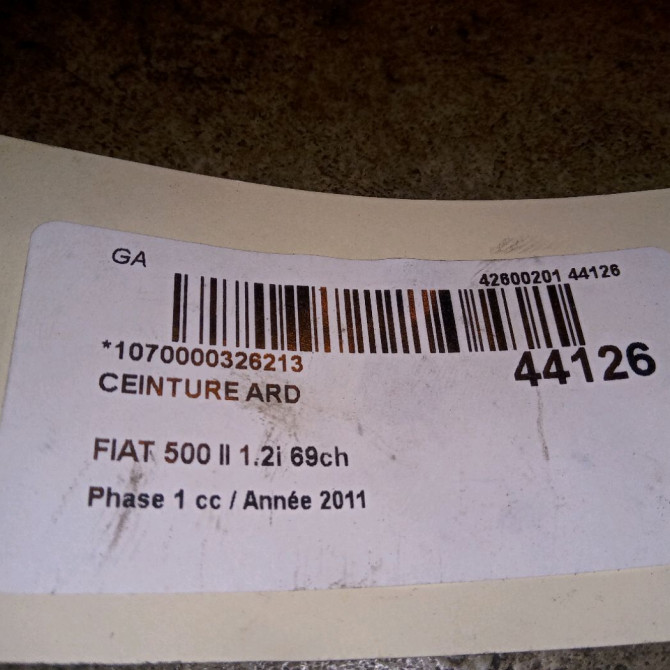 GA
42600201 44126
*1070000326213
44126
CEINTURE ARD
FIAT 500 II 1.2i 69ch
Phase 1 cc / Année 2011